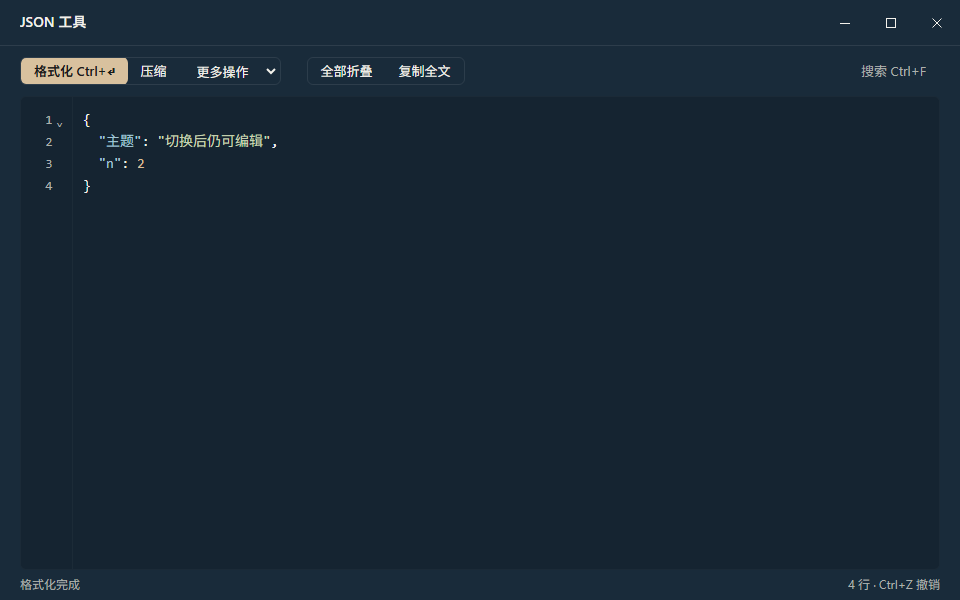 JSON 工具
格式化 Ctrl+↵ 压缩 更多操作 全部折叠 复制全文 搜索 Ctrl+F
1 {
2   "主题": "切换后仍可编辑",
3   "n": 2
4 }
格式化完成 4 行 · Ctrl+Z 撤销